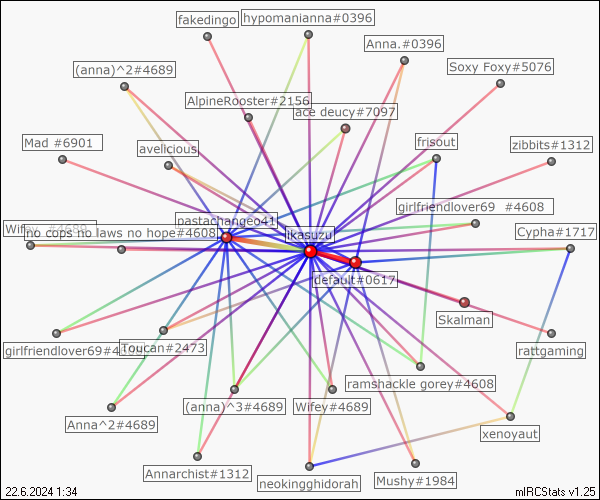 fakedingo
hypomanianna#0396
Anna.#0396
(anna)^2#4689
Soxy Foxy#5076
AlpineRooster#2156
ace deucy#7097
Mad #6901
avelicious
frisout
zibbits#1312
girlfriendlover69 #4608
pastachangeo41
Wifey #4689
no cops no laws no hope#4608
ikasuzu
Cypha#1717
default#0617
Skalman
girlfriendlover69#4
Toucan#2473
rattgaming
ramshackle gorey#4608
Anna^2#4689
(anna)^3#4689
Wifey#4689
xenoyaut
Annarchist#1312
neokingghidorah
Mushy#1984
22.6.2024 1:34
mIRCStats v1.25